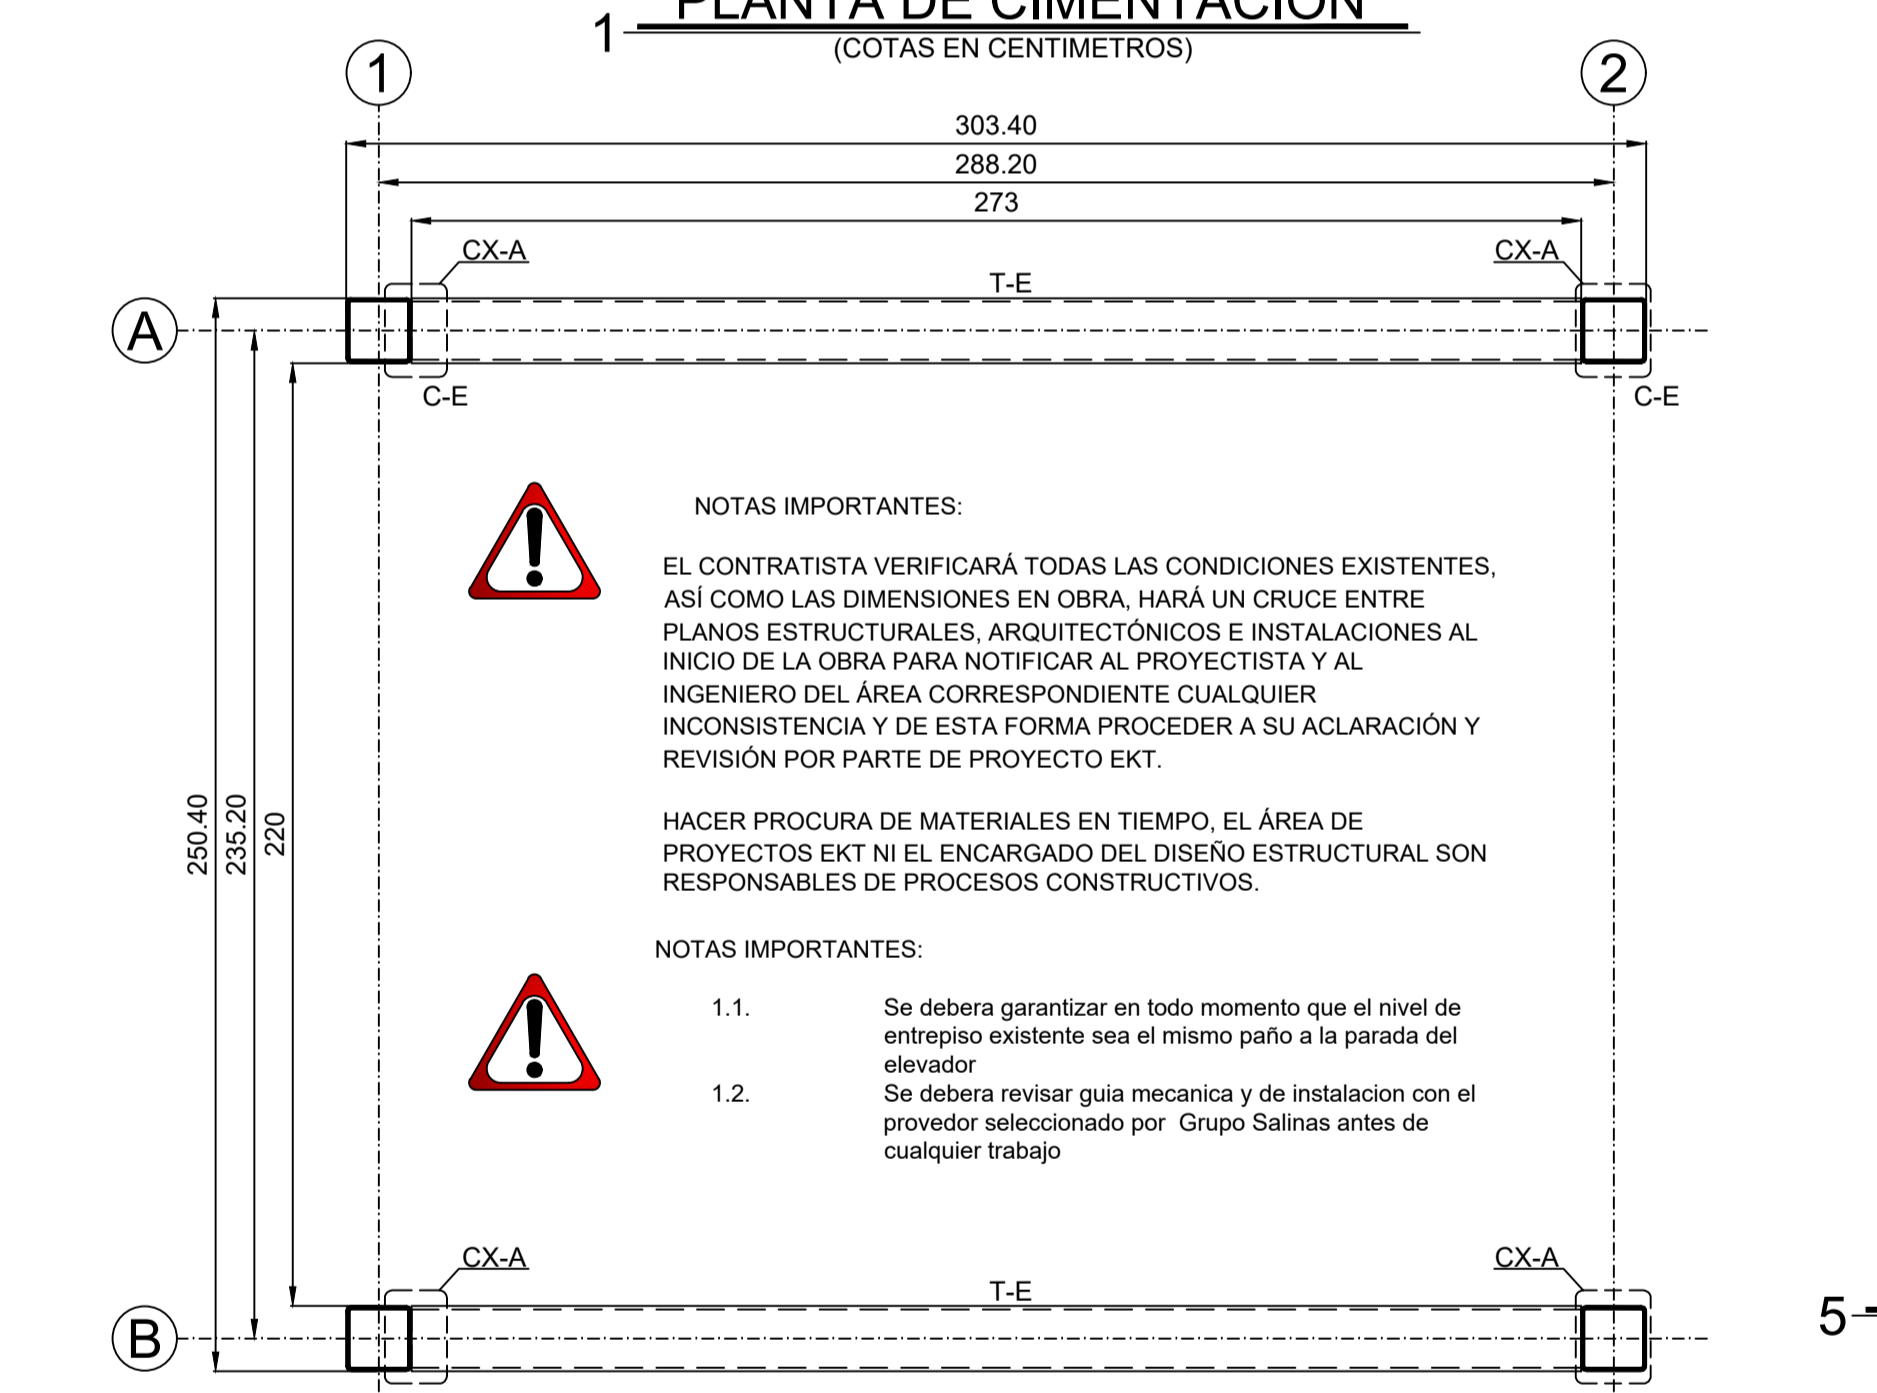 PLANTA DE CIMENTACION
1
(COTAS EN CENTIMETROS)
1
2
303.40
288.20
273
CX-A
CX-A
T-E
A
C-E
C-E
NOTAS IMPORTANTES:
EL CONTRATISTA VERIFICARÁ TODAS LAS CONDICIONES EXISTENTES,
ASÍ COMO LAS DIMENSIONES EN OBRA, HARÁ UN CRUCE ENTRE
PLANOS ESTRUCTURALES, ARQUITECTÓNICOS E INSTALACIONES AL
INICIO DE LA OBRA PARA NOTIFICAR AL PROYECTISTA Y AL
INGENIERO DEL ÁREA CORRESPONDIENTE CUALQUIER
INCONSISTENCIA Y DE ESTA FORMA PROCEDER A SU ACLARACIÓN Y
REVISIÓN POR PARTE DE PROYECTO EKT.
HACER PROCURA DE MATERIALES EN TIEMPO, EL ÁREA DE
PROYECTOS EKT NI EL ENCARGADO DEL DISEÑO ESTRUCTURAL SON
RESPONSABLES DE PROCESOS CONSTRUCTIVOS.
250.40
235.20
220
NOTAS IMPORTANTES:
1.1. Se debera garantizar en todo momento que el nivel de
entrepiso existente sea el mismo paño a la parada del
elevador
1.2. Se debera revisar guia mecanica y de instalacion con el
provedor seleccionado por Grupo Salinas antes de
cualquier trabajo
CX-A
CX-A
T-E
B
5